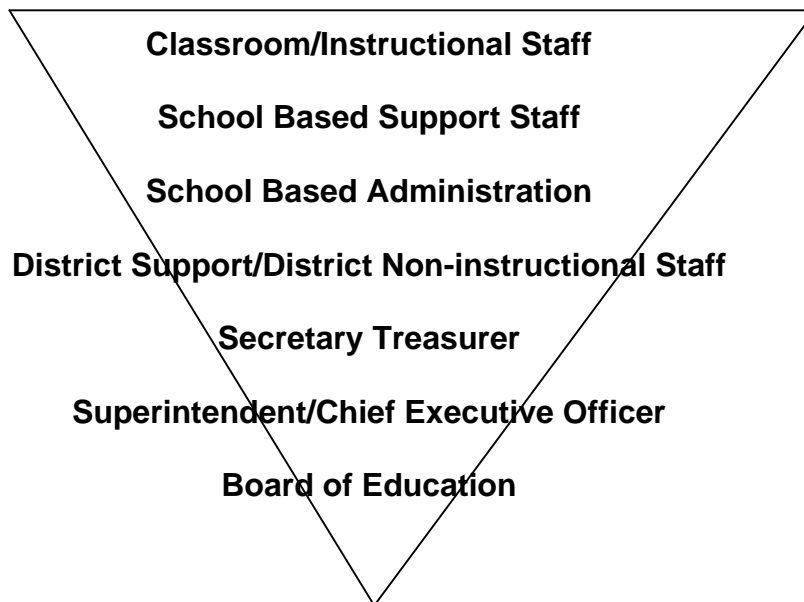 Classroom/Instructional Staff
School Based Support Staff
School Based Administration
District Support/District Non-instructional Staff
Secretary Treasurer
Superintendent/Chief Executive Officer
Board of Education